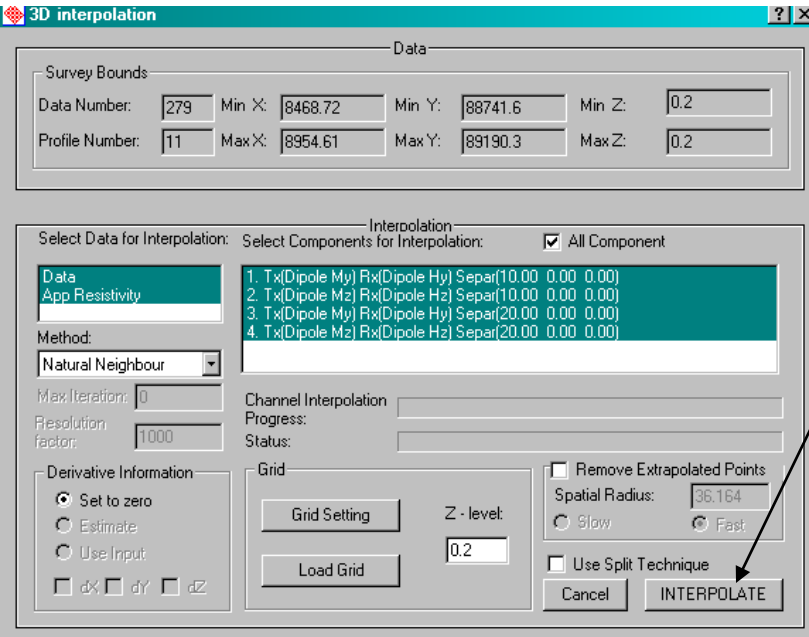 3D interpolation
Data
Survey Bounds
Data Number: 279 Min X: 8468.72 Min Y: 88741.6 Min Z: 0.2
Profile Number: 11 Max X: 8954.61 Max Y: 89190.3 Max Z: 0.2
Interpolation
Select Data for Interpolation: Select Components for Interpolation: All Component
Data
App Resistivity
1. Tx(Dipole My) Rx(Dipole Hy) Separ(10.00 0.00 0.00)
2. Tx(Dipole Mz) Rx(Dipole Hz) Separ(10.00 0.00 0.00)
3. Tx(Dipole My) Rx(Dipole Hy) Separ(20.00 0.00 0.00)
4. Tx(Dipole Mz) Rx(Dipole Hz) Separ(20.00 0.00 0.00)
Method:
Natural Neighbour
Max Iteration: 0
Resolution
factor: 1000
Channel Interpolation
Progress:
Status:
Derivative Information
Set to zero
Estimate
Use Input
dX dY dZ
Grid
Grid Setting
Z - level:
0.2
Load Grid
Remove Extrapolated Points
Spatial Radius: 36.164
Slow Fast
Use Split Technique
Cancel INTERPOLATE